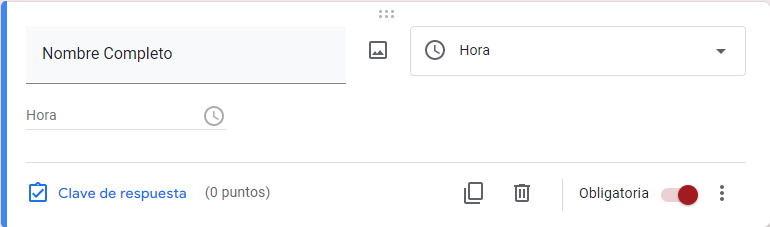 Nombre Completo
Hora
Hora
Clave de respuesta (0 puntos)
Obligatoria